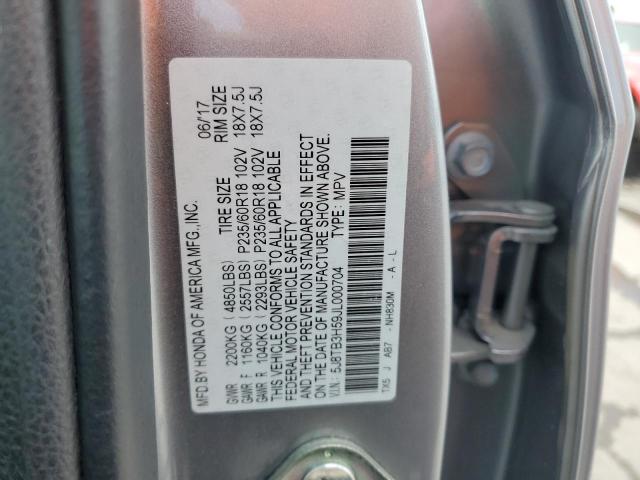 MFD.BY HONDA OF AMERICA MFG.,INC. 06/'17
TIRE SIZE RIM SIZE
GVWR 2200KG (4850LBS)
GAWR F 1160KG (2557LBS) P235/60R18 102V 18X7.5J
GAWR R 1040KG (2293LBS) P235/60R18 102V 18X7.5J
THIS VEHICLE CONFORMS TO ALL APPLICABLE
FEDERAL MOTOR VEHICLE SAFETY
AND THEFT PREVENTION STANDARDS IN EFFECT
ON THE DATE OF MANUFACTURE SHOWN ABOVE.
V.I.N.: 5J8TB3H59JL000704 TYPE: MPV
TX5 J AB7 - NH830M - A - L